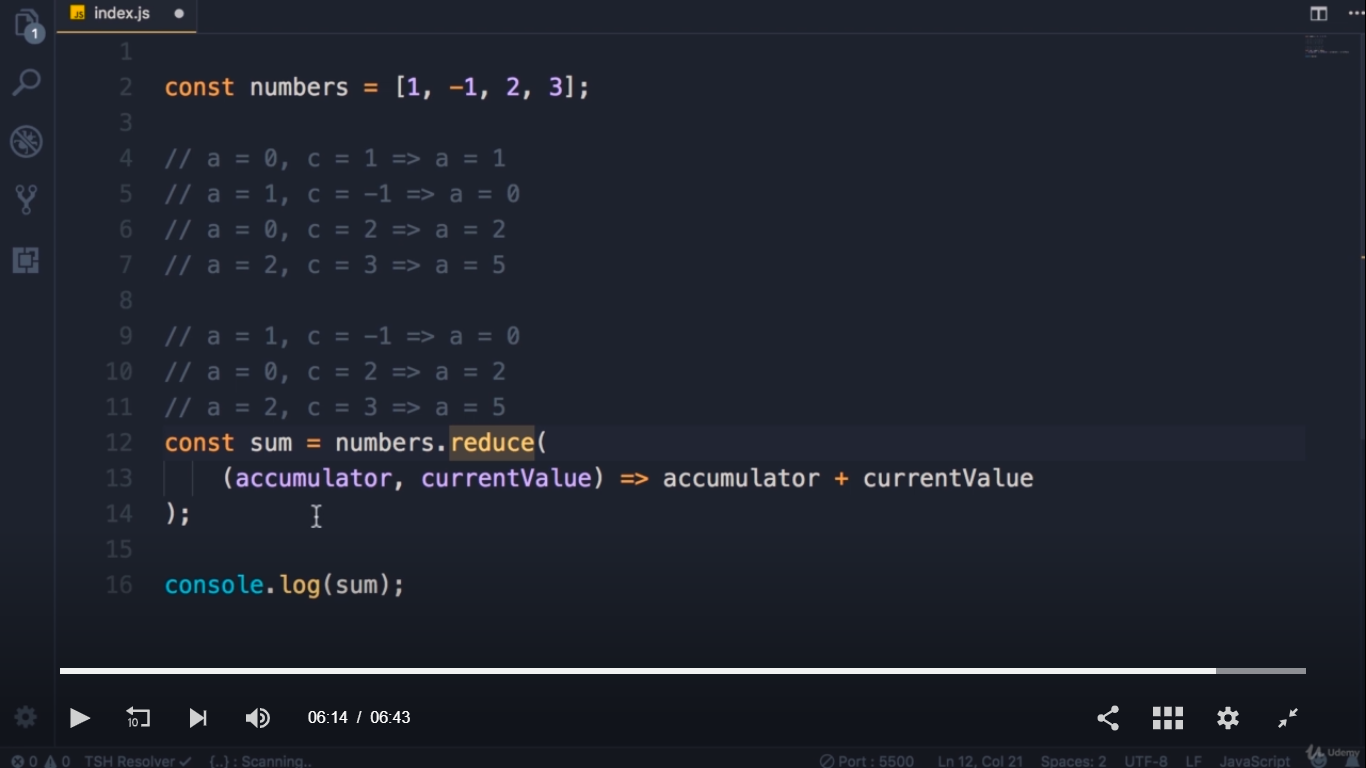 JS index.js
1
1
2 const numbers = [1, -1, 2, 3];
3
4 // a = 0, c = 1 => a = 1
5 // a = 1, c = -1 => a = 0
6 // a = 0, c = 2 => a = 2
7 // a = 2, c = 3 => a = 5
8
9 // a = 1, c = -1 => a = 0
10 // a = 0, c = 2 => a = 2
11 // a = 2, c = 3 => a = 5
12 const sum = numbers.reduce(
13 (accumulator, currentValue) => accumulator + currentValue
14 );
15
16 console.log(sum);
10
06:14 / 06:43
0 0 TSH Resolver {..} : Scanning.. Port : 5500 Ln 12, Col 21 Spaces: 2 UTF-8 LF JavaScript
Udemy